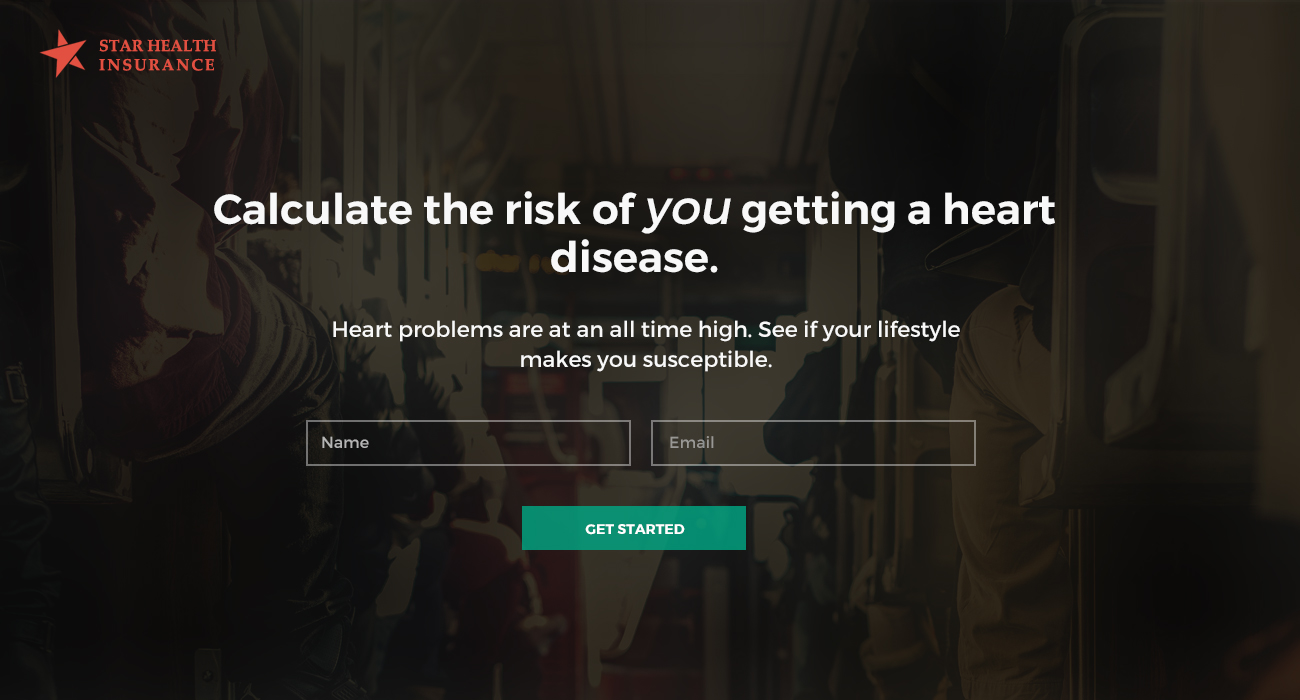 STAR HEALTH
INSURANCE
Calculate the risk of you getting a heart
disease.
Heart problems are at an all time high. See if your lifestyle
makes you susceptible.
Name
Email
GET STARTED